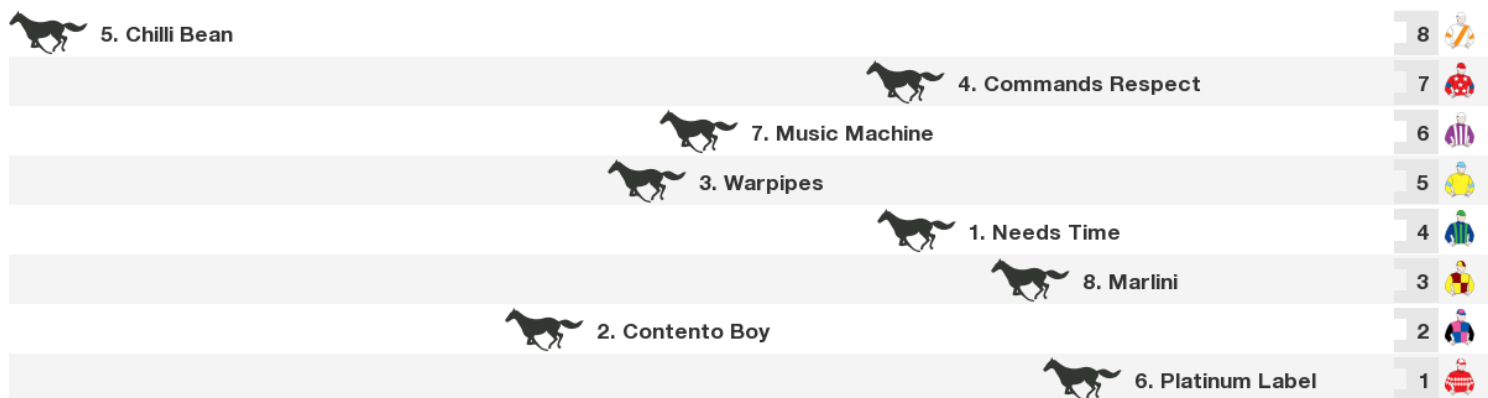 5. Chilli Bean 8
4. Commands Respect 7
7. Music Machine 6
3. Warpipes 5
1. Needs Time 4
8. Marlini 3
2. Contento Boy 2
6. Platinum Label 1